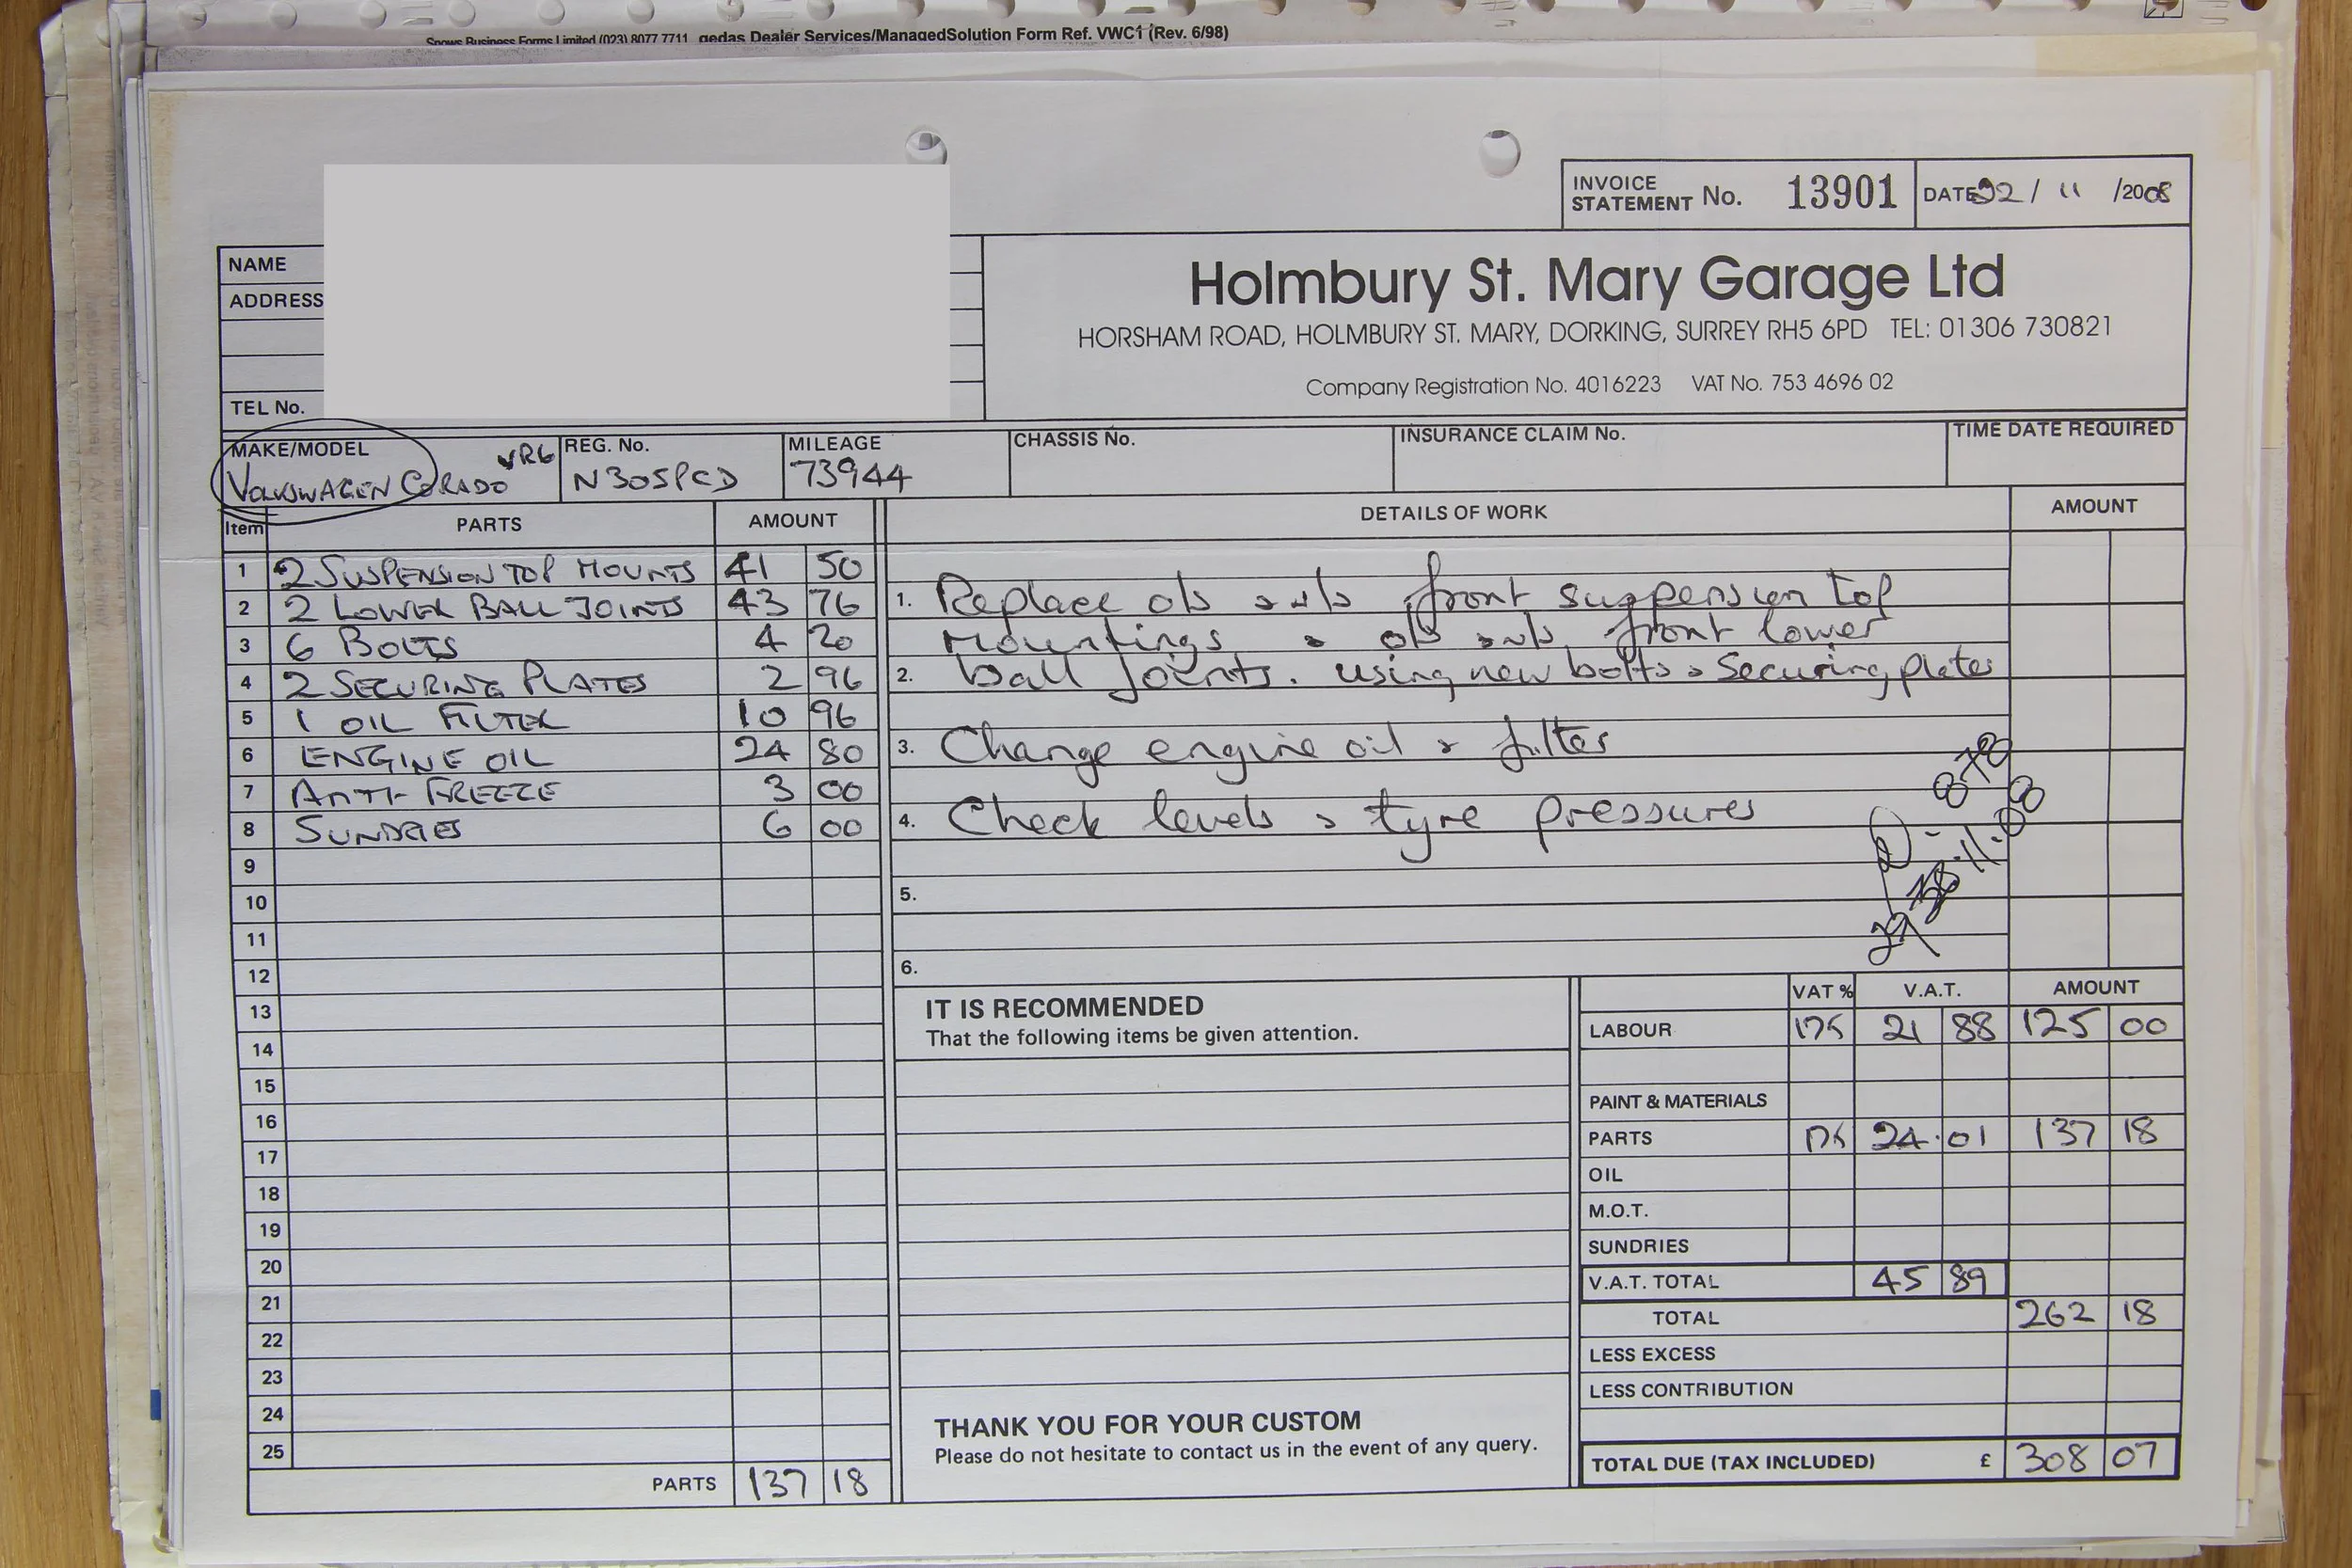 Snows Business Forms Limited (023) 8077 7711 gedas Dealer Services/ManagedSolution Form Ref. VWC1 (Rev. 6/98)
INVOICE STATEMENT No. 13901 DATE 22/11/2008
NAME
ADDRESS
TEL No.
Holmbury St. Mary Garage Ltd
HORSHAM ROAD, HOLMBURY ST. MARY, DORKING, SURREY RH5 6PD TEL: 01306 730821
Company Registration No. 4016223 VAT No. 753 4696 02
MAKE/MODEL REG. No. MILEAGE CHASSIS No. INSURANCE CLAIM No. TIME DATE REQUIRED
VOLKSWAGEN CORADO VR6 N305PCD 73944
Item PARTS AMOUNT
1 2 SUSPENSION TOP MOUNTS 41 50
2 2 LOWER BALL JOINTS 43 76
3 6 BOLTS 4 20
4 2 SECURING PLATES 2 96
5 1 OIL FILTER 10 96
6 ENGINE OIL 24 80
7 ANTI-FREEZE 3 00
8 SUNDRIES 6 00
9
10
11
12
13
14
15
16
17
18
19
20
21
22
23
24
25
PARTS 137 18
DETAILS OF WORK AMOUNT
1. Replace o/s n/s front suspension top
mountings & o/s n/s front lower
2. ball joints. using new bolts & securing plates
3. Change engine oil & filter
4. Check levels & tyre pressures
5.
6.
IT IS RECOMMENDED
That the following items be given attention.
THANK YOU FOR YOUR CUSTOM
Please do not hesitate to contact us in the event of any query.
VAT % V.A.T. AMOUNT
LABOUR 17.5 21 88 125 00
PAINT & MATERIALS
PARTS 17.5 24.01 137 18
OIL
M.O.T.
SUNDRIES
V.A.T. TOTAL 45 89
TOTAL 262 18
LESS EXCESS
LESS CONTRIBUTION
TOTAL DUE (TAX INCLUDED) £ 308 07